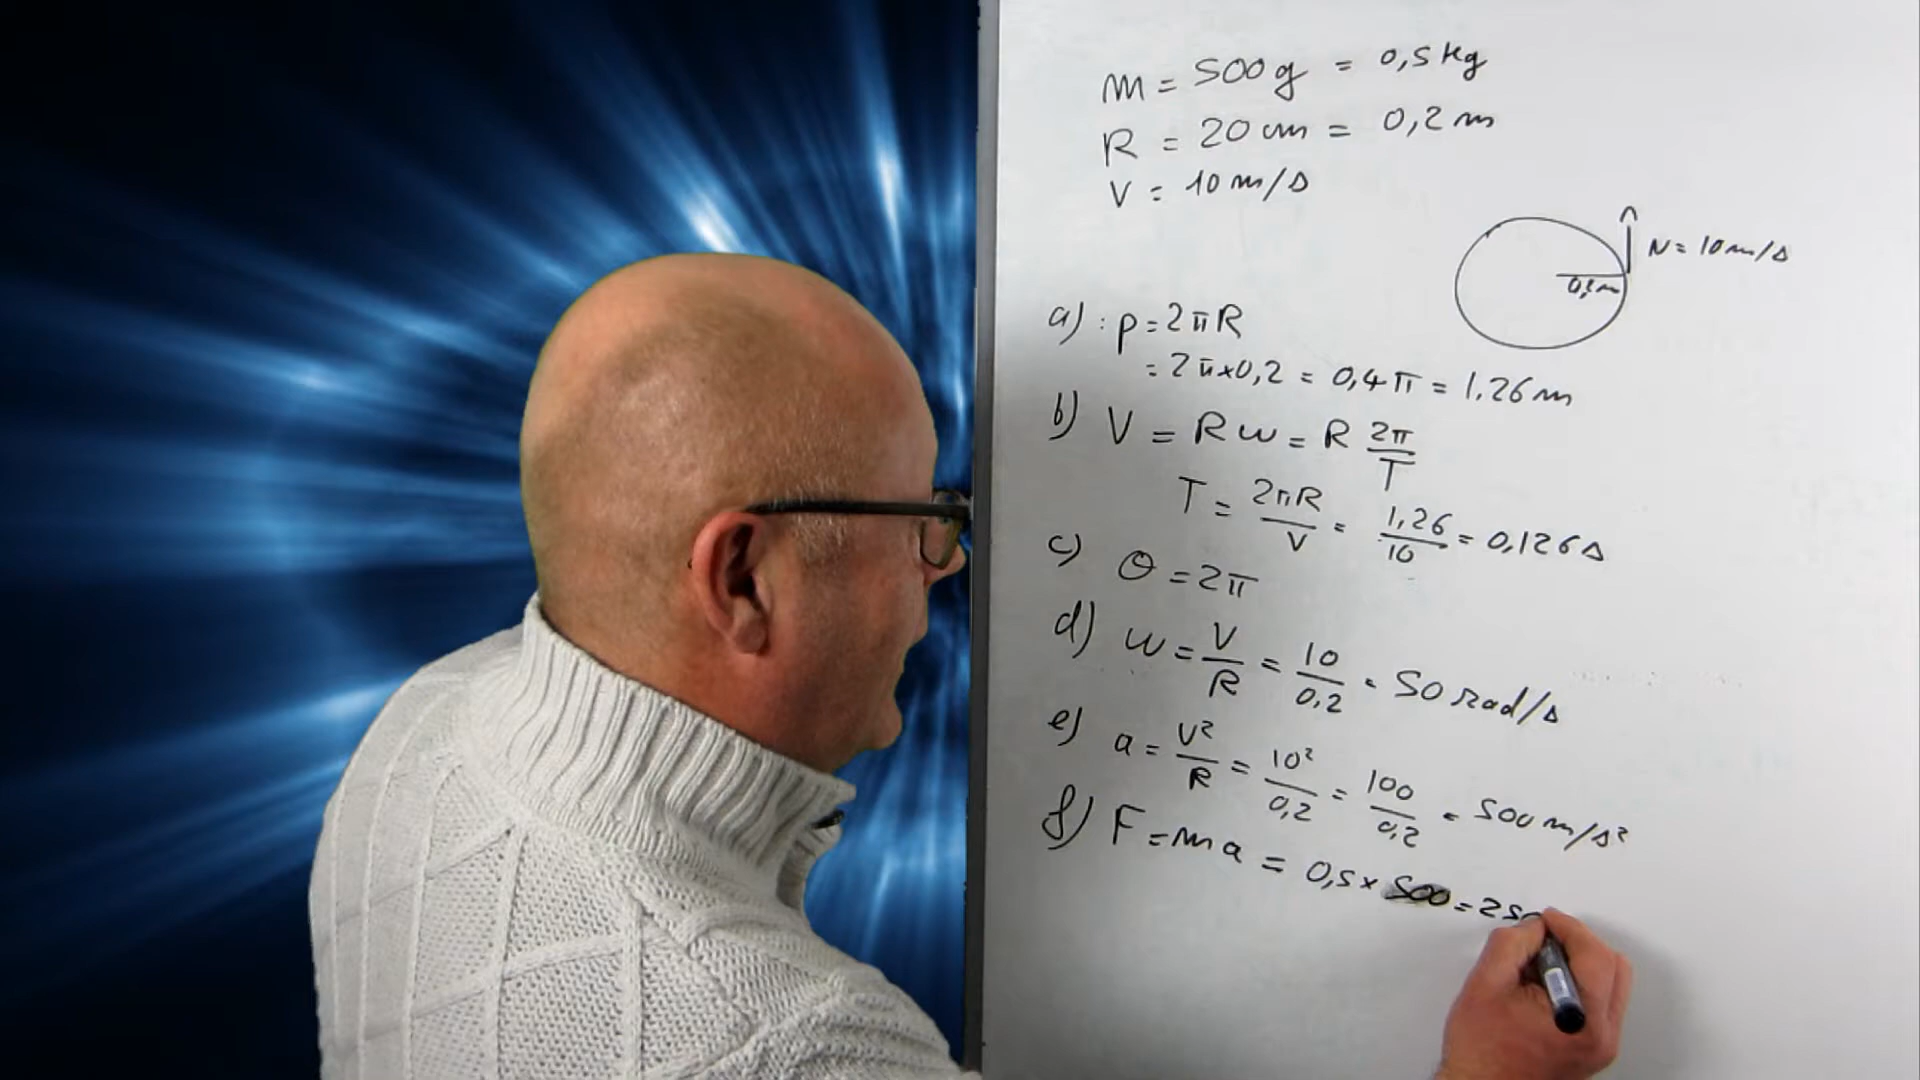 m = 500 g = 0,5 kg
R = 20 cm = 0,2 m
V = 10 m/s
v = 10 m/s
0,2m
a) : p = 2πR
= 2π×0,2 = 0,4π = 1,26 m
b) V = Rω = R 2π/T
T = 2πR/V = 1,26/10 = 0,126 s
c) θ = 2π
d) ω = V/R = 10/0,2 = 50 rad/s
e) a = V²/R = 10²/0,2 = 100/0,2 = 500 m/s²
f) F = ma = 0,5 × 500 = 25